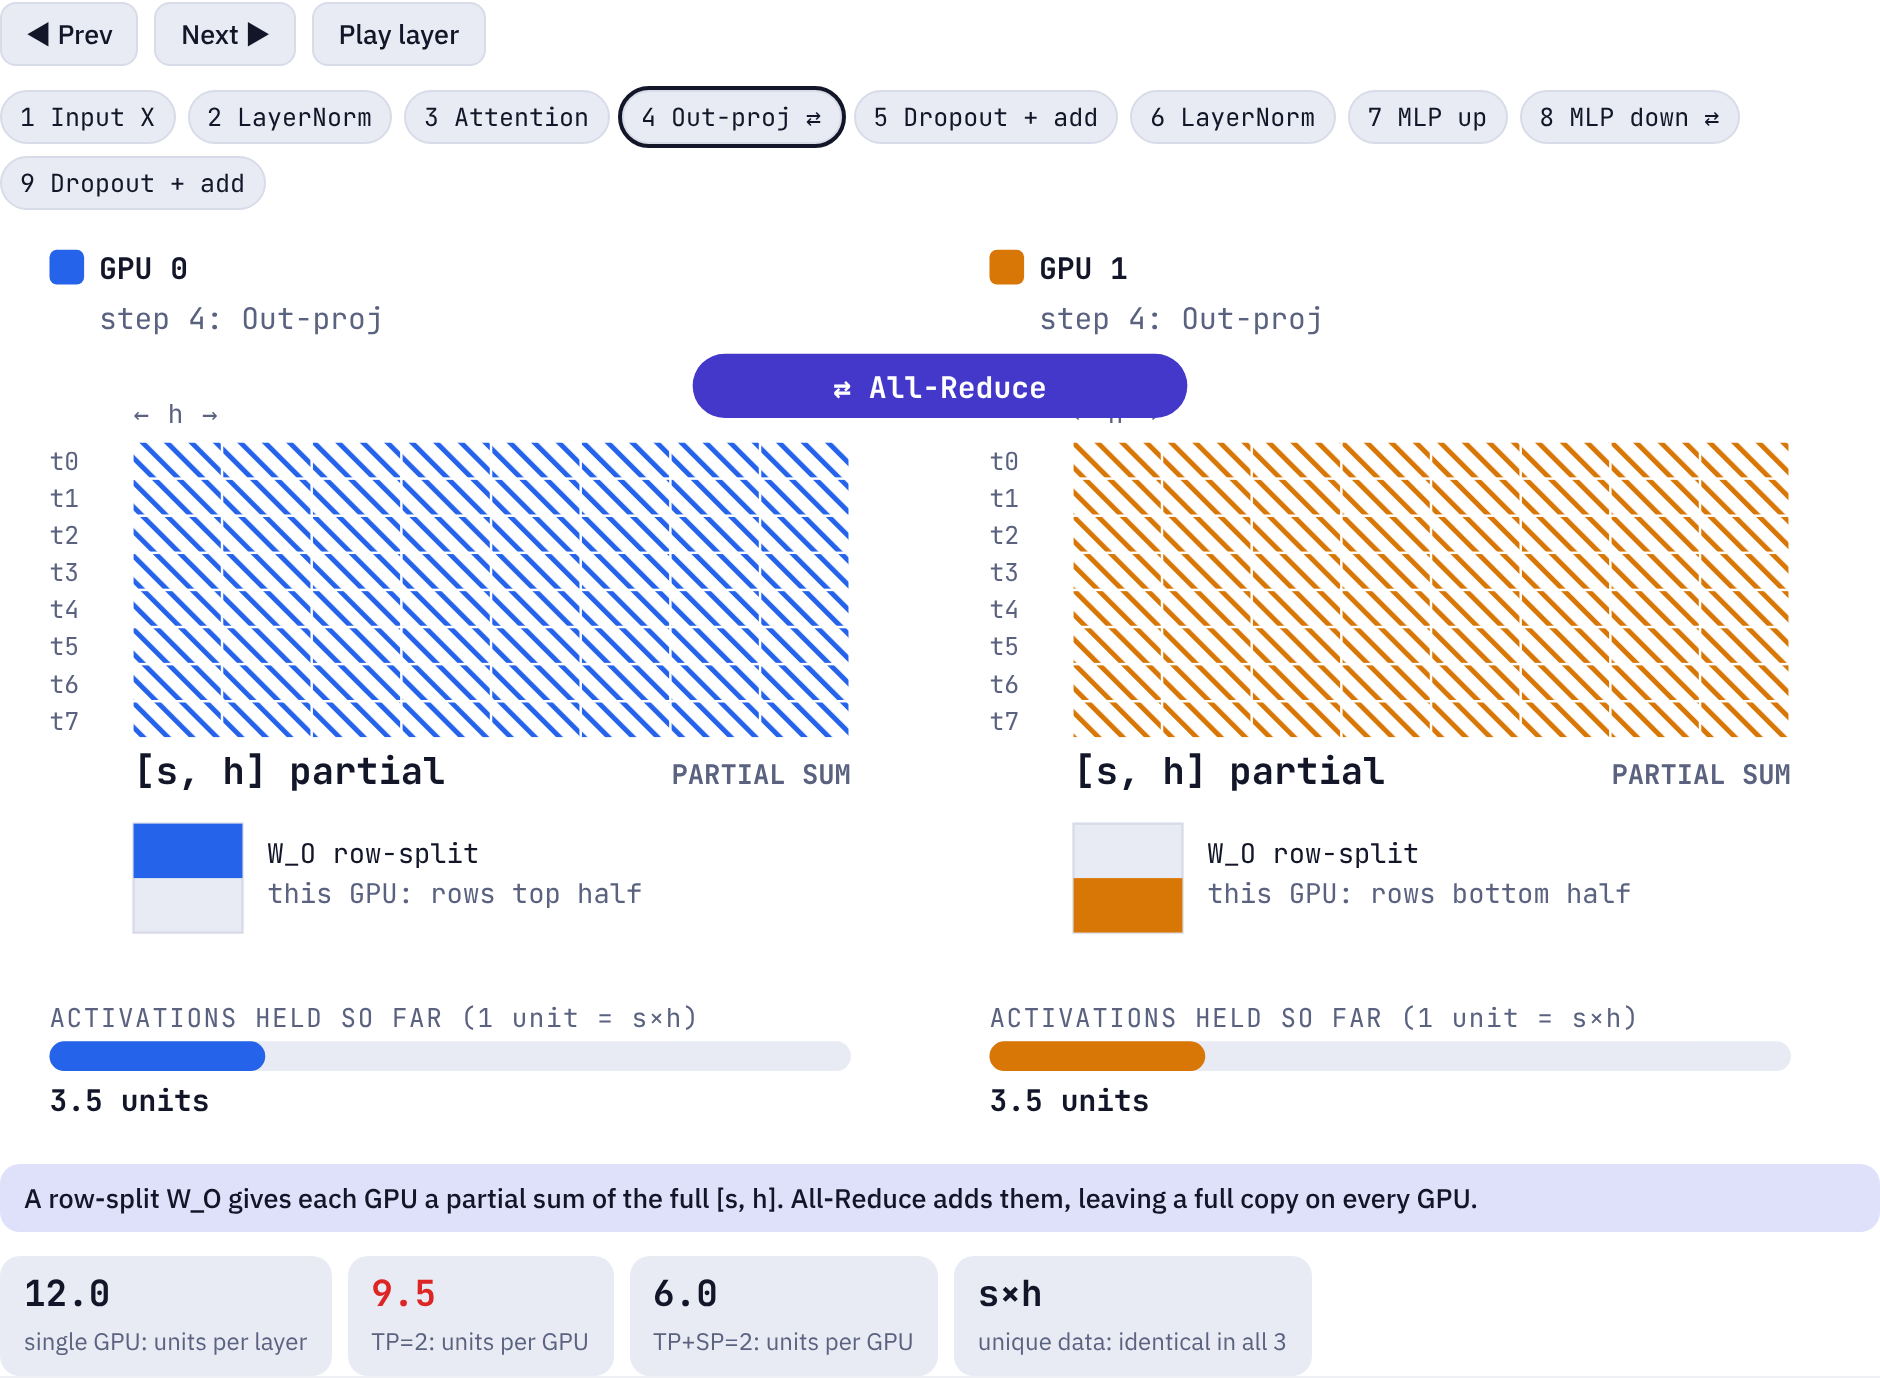 ◀ Prev
Next ▶
Play layer
1 Input X
2 LayerNorm
3 Attention
4 Out-proj ⇄
5 Dropout + add
6 LayerNorm
7 MLP up
8 MLP down ⇄
9 Dropout + add
GPU 0
step 4: Out-proj
GPU 1
step 4: Out-proj
⇄ All-Reduce
← h →
t0
t1
t2
t3
t4
t5
t6
t7
[s, h] partial
PARTIAL SUM
W_O row-split
this GPU: rows top half
ACTIVATIONS HELD SO FAR (1 unit = s×h)
3.5 units
t0
t1
t2
t3
t4
t5
t6
t7
[s, h] partial
PARTIAL SUM
W_O row-split
this GPU: rows bottom half
ACTIVATIONS HELD SO FAR (1 unit = s×h)
3.5 units
A row-split W_O gives each GPU a partial sum of the full [s, h]. All-Reduce adds them, leaving a full copy on every GPU.
12.0
single GPU: units per layer
9.5
TP=2: units per GPU
6.0
TP+SP=2: units per GPU
s×h
unique data: identical in all 3